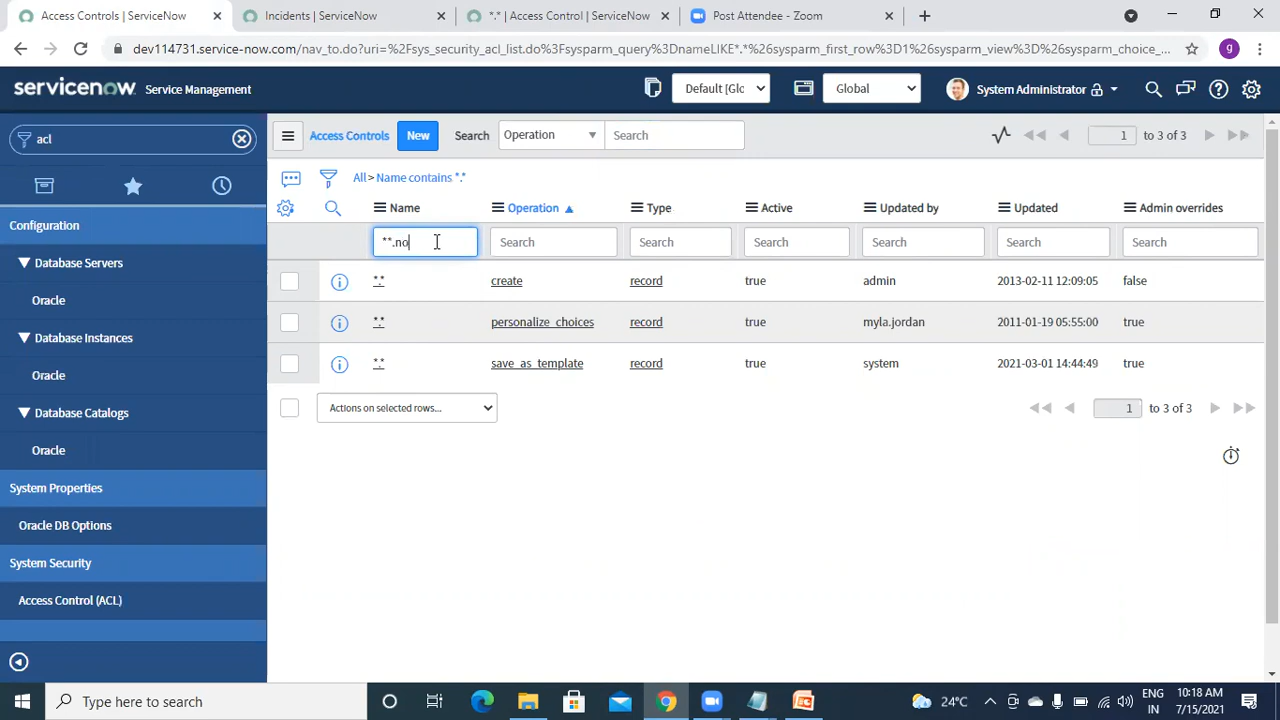 Access Controls | ServiceNow
Incidents | ServiceNow
*.* | Access Control | ServiceNow
Post Attendee - Zoom
dev114731.service-now.com/nav_to.do?uri=%2Fsys_security_acl_list.do%3Fsysparm_query%3DnameLIKE*.*%26sysparm_first_row%3D1%26sysparm_view%3D%26sysparm_choice_...
g
servicenow Service Management
Default [Glo
Global
System Administrator
acl
Access Controls New Search Operation Search
1 to 3 of 3
All > Name contains *.*
Name Operation Type Active Updated by Updated Admin overrides
**.no Search Search Search Search Search Search
*.* create record true admin 2013-02-11 12:09:05 false
*.* personalize_choices record true myla.jordan 2011-01-19 05:55:00 true
*.* save_as_template record true system 2021-03-01 14:44:49 true
Actions on selected rows...
1 to 3 of 3
Configuration
Database Servers
Oracle
Database Instances
Oracle
Database Catalogs
Oracle
System Properties
Oracle DB Options
System Security
Access Control (ACL)
Type here to search
24°C
ENG
IN
10:18 AM
7/15/2021